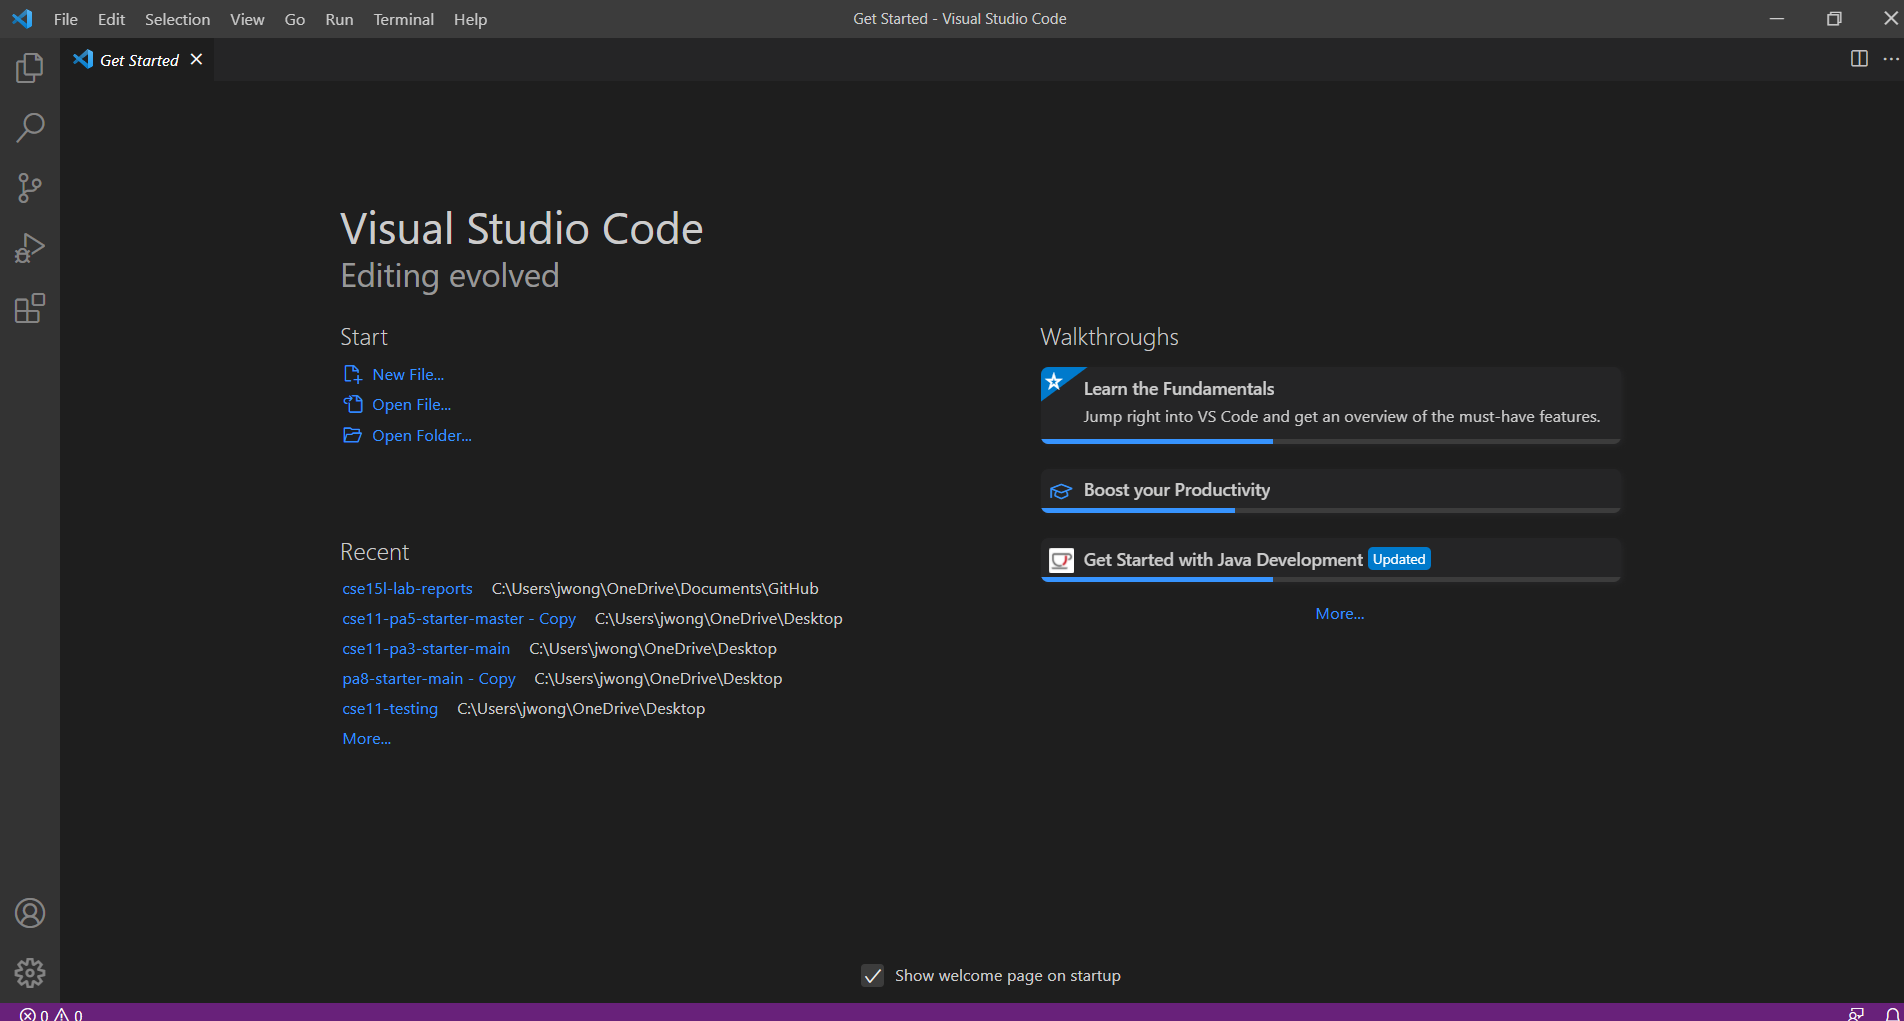 File Edit Selection View Go Run Terminal Help Get Started - Visual Studio Code
Get Started
Visual Studio Code
Editing evolved
Start
New File...
Open File...
Open Folder...
Recent
cse15l-lab-reports C:\Users\jwong\OneDrive\Documents\GitHub
cse11-pa5-starter-master - Copy C:\Users\jwong\OneDrive\Desktop
cse11-pa3-starter-main C:\Users\jwong\OneDrive\Desktop
pa8-starter-main - Copy C:\Users\jwong\OneDrive\Desktop
cse11-testing C:\Users\jwong\OneDrive\Desktop
More...
Walkthroughs
Learn the Fundamentals
Jump right into VS Code and get an overview of the must-have features.
Boost your Productivity
Get Started with Java Development Updated
More...
Show welcome page on startup
0 0